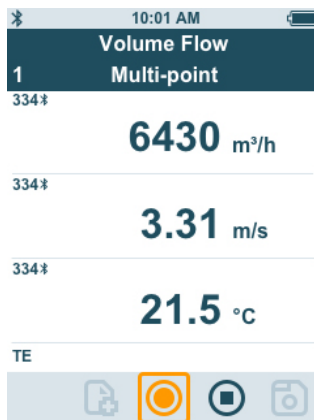 10:01 AM
Volume Flow
1 Multi-point
334
6430 m³/h
334
3.31 m/s
334
21.5 °C
TE